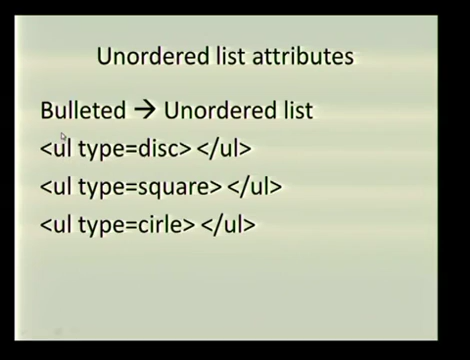 Unordered list attributes
Bulleted → Unordered list
<ul type=disc> </ul>
<ul type=square> </ul>
<ul type=cirle> </ul>